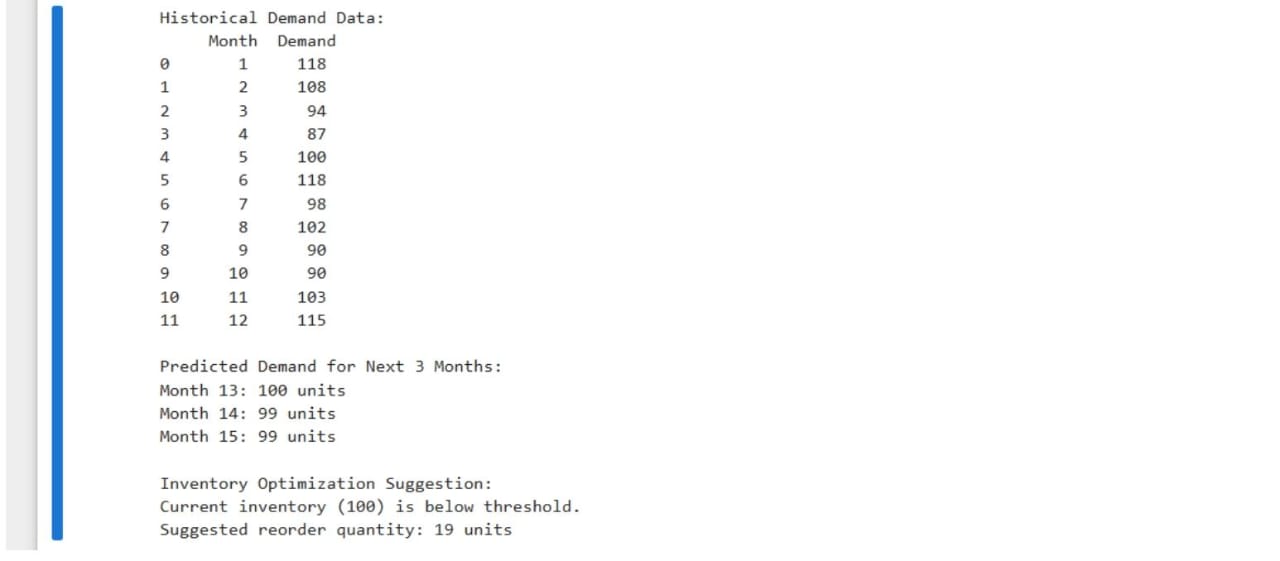 Historical Demand Data:
Month Demand
0 1 118
1 2 108
2 3 94
3 4 87
4 5 100
5 6 118
6 7 98
7 8 102
8 9 90
9 10 90
10 11 103
11 12 115
Predicted Demand for Next 3 Months:
Month 13: 100 units
Month 14: 99 units
Month 15: 99 units
Inventory Optimization Suggestion:
Current inventory (100) is below threshold.
Suggested reorder quantity: 19 units